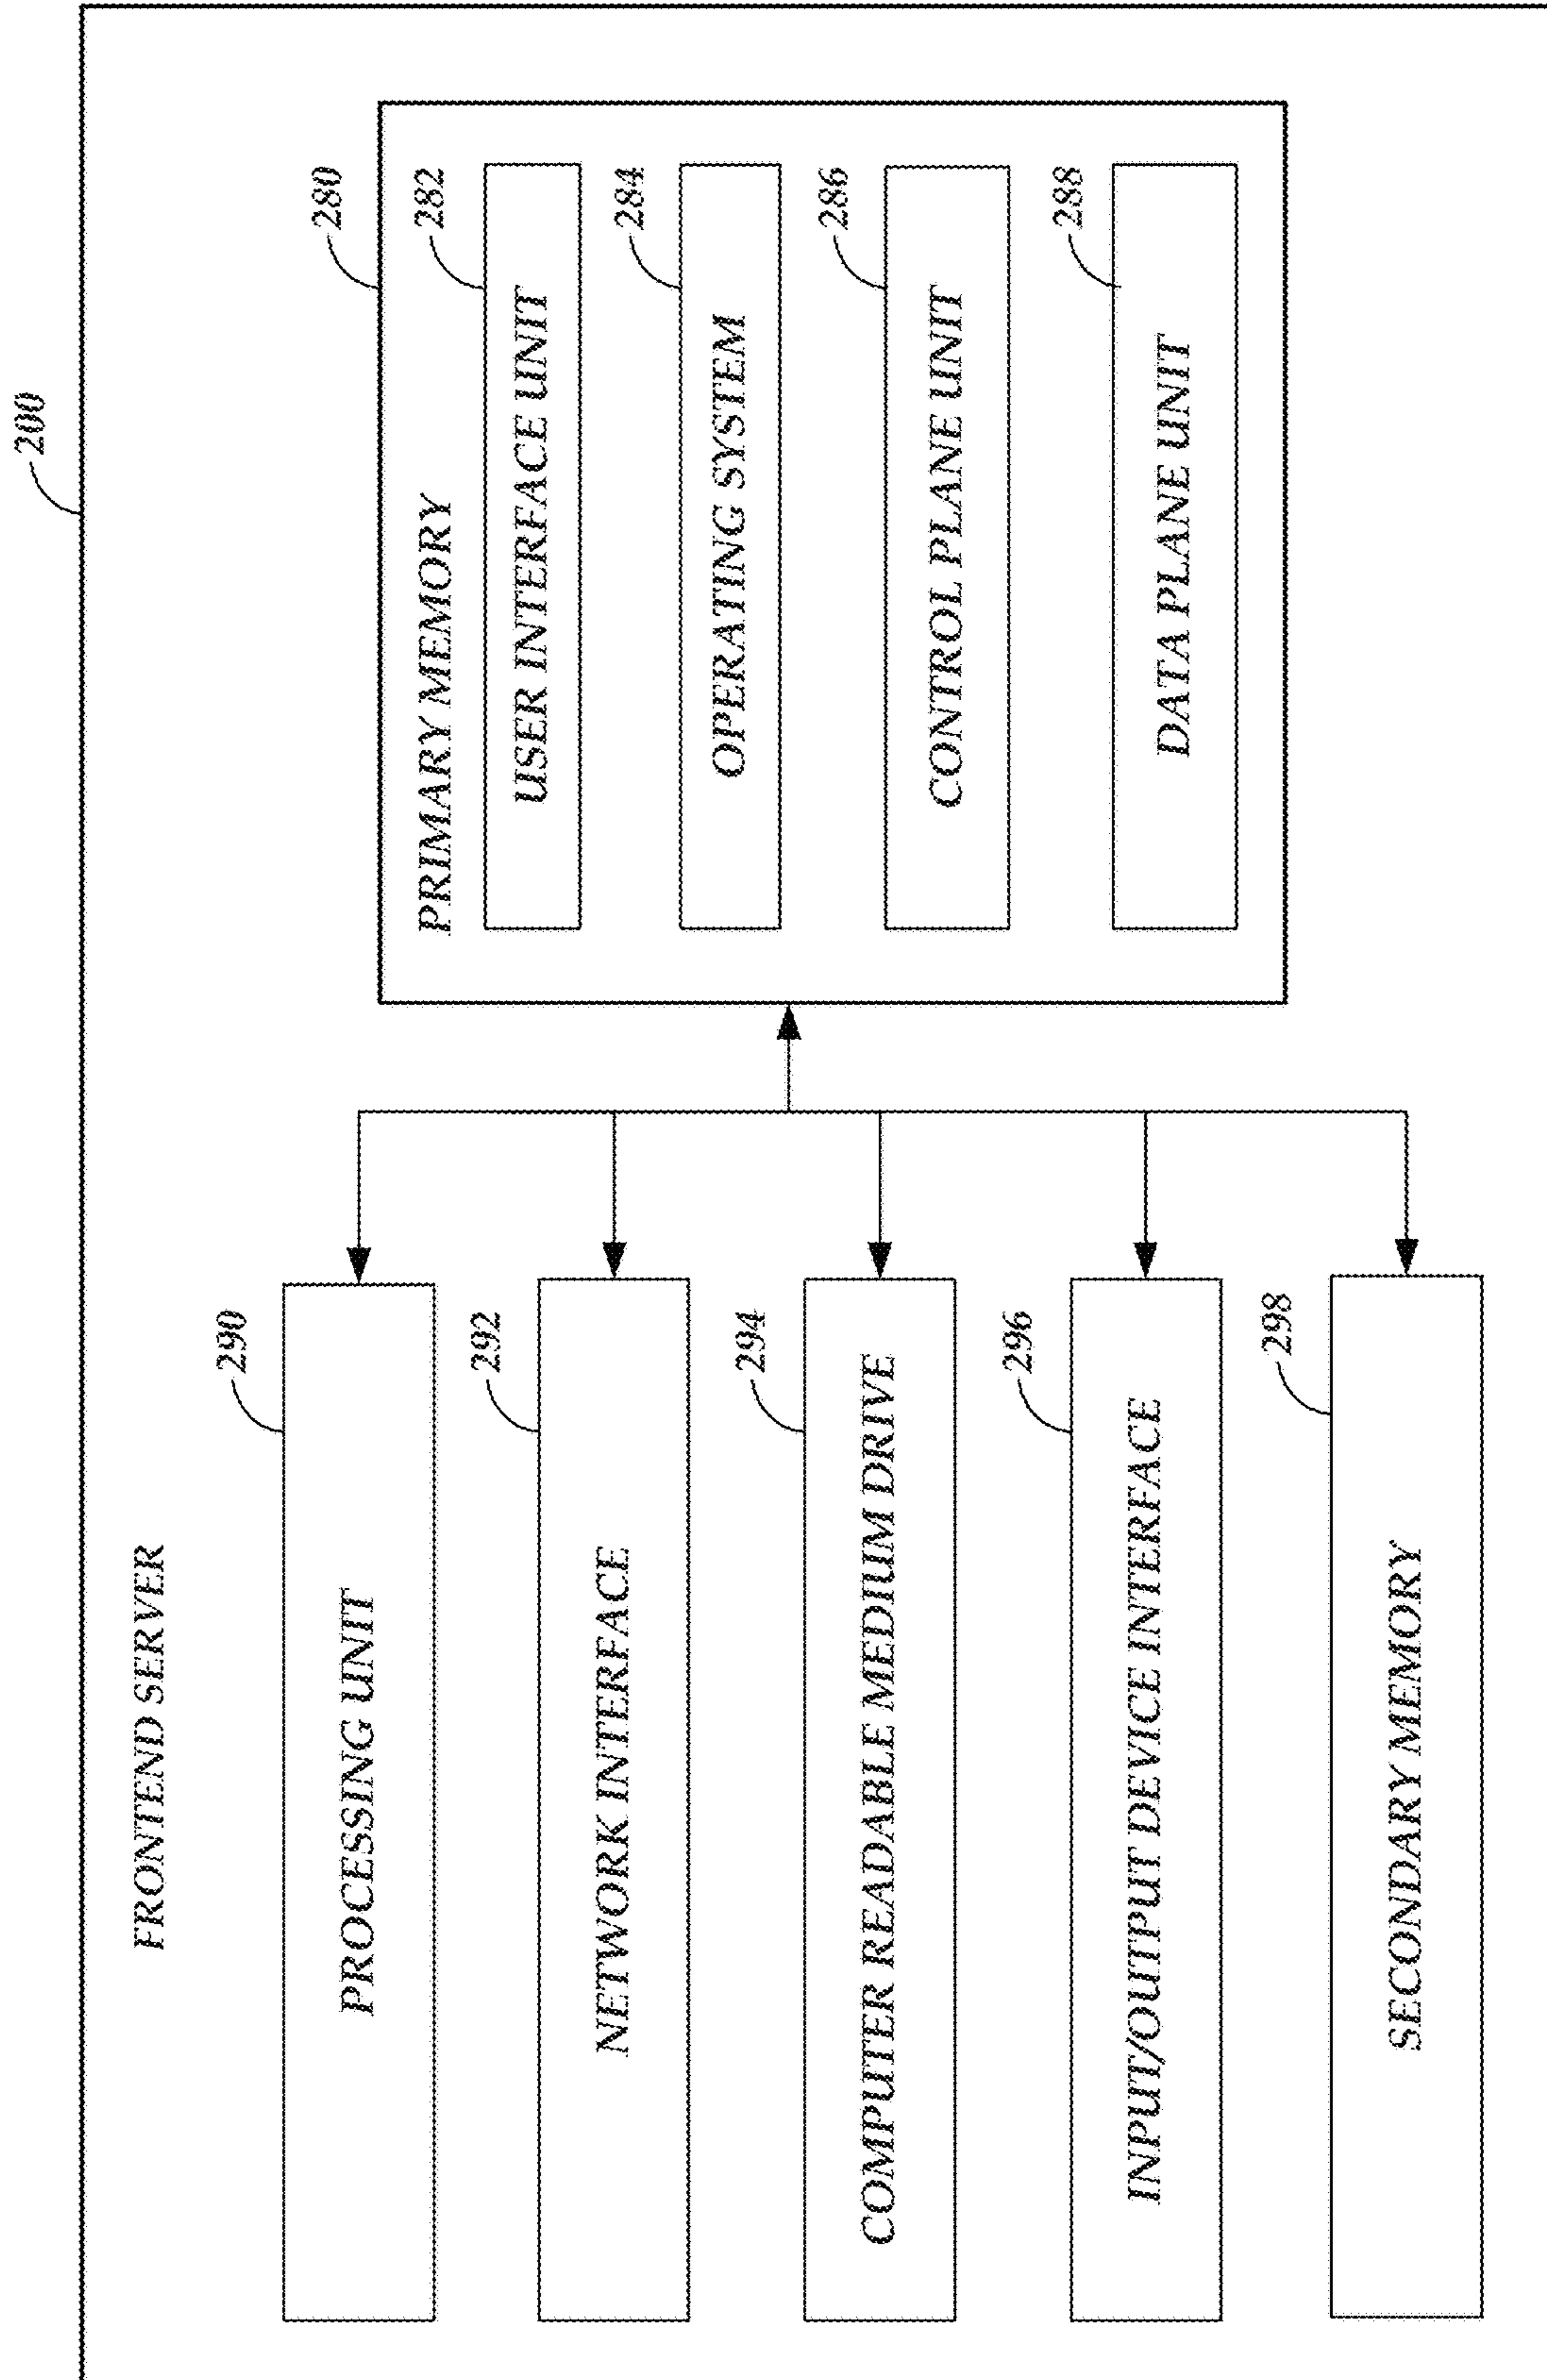 200
FRONTEND SERVER
290
PROCESSING UNIT
292
NETWORK INTERFACE
294
COMPUTER READABLE MEDIUM DRIVE
296
INPUT/OUTPUT DEVICE INTERFACE
298
SECONDARY MEMORY
280
PRIMARY MEMORY
282
USER INTERFACE UNIT
284
OPERATING SYSTEM
286
CONTROL PLANE UNIT
288
DATA PLANE UNIT